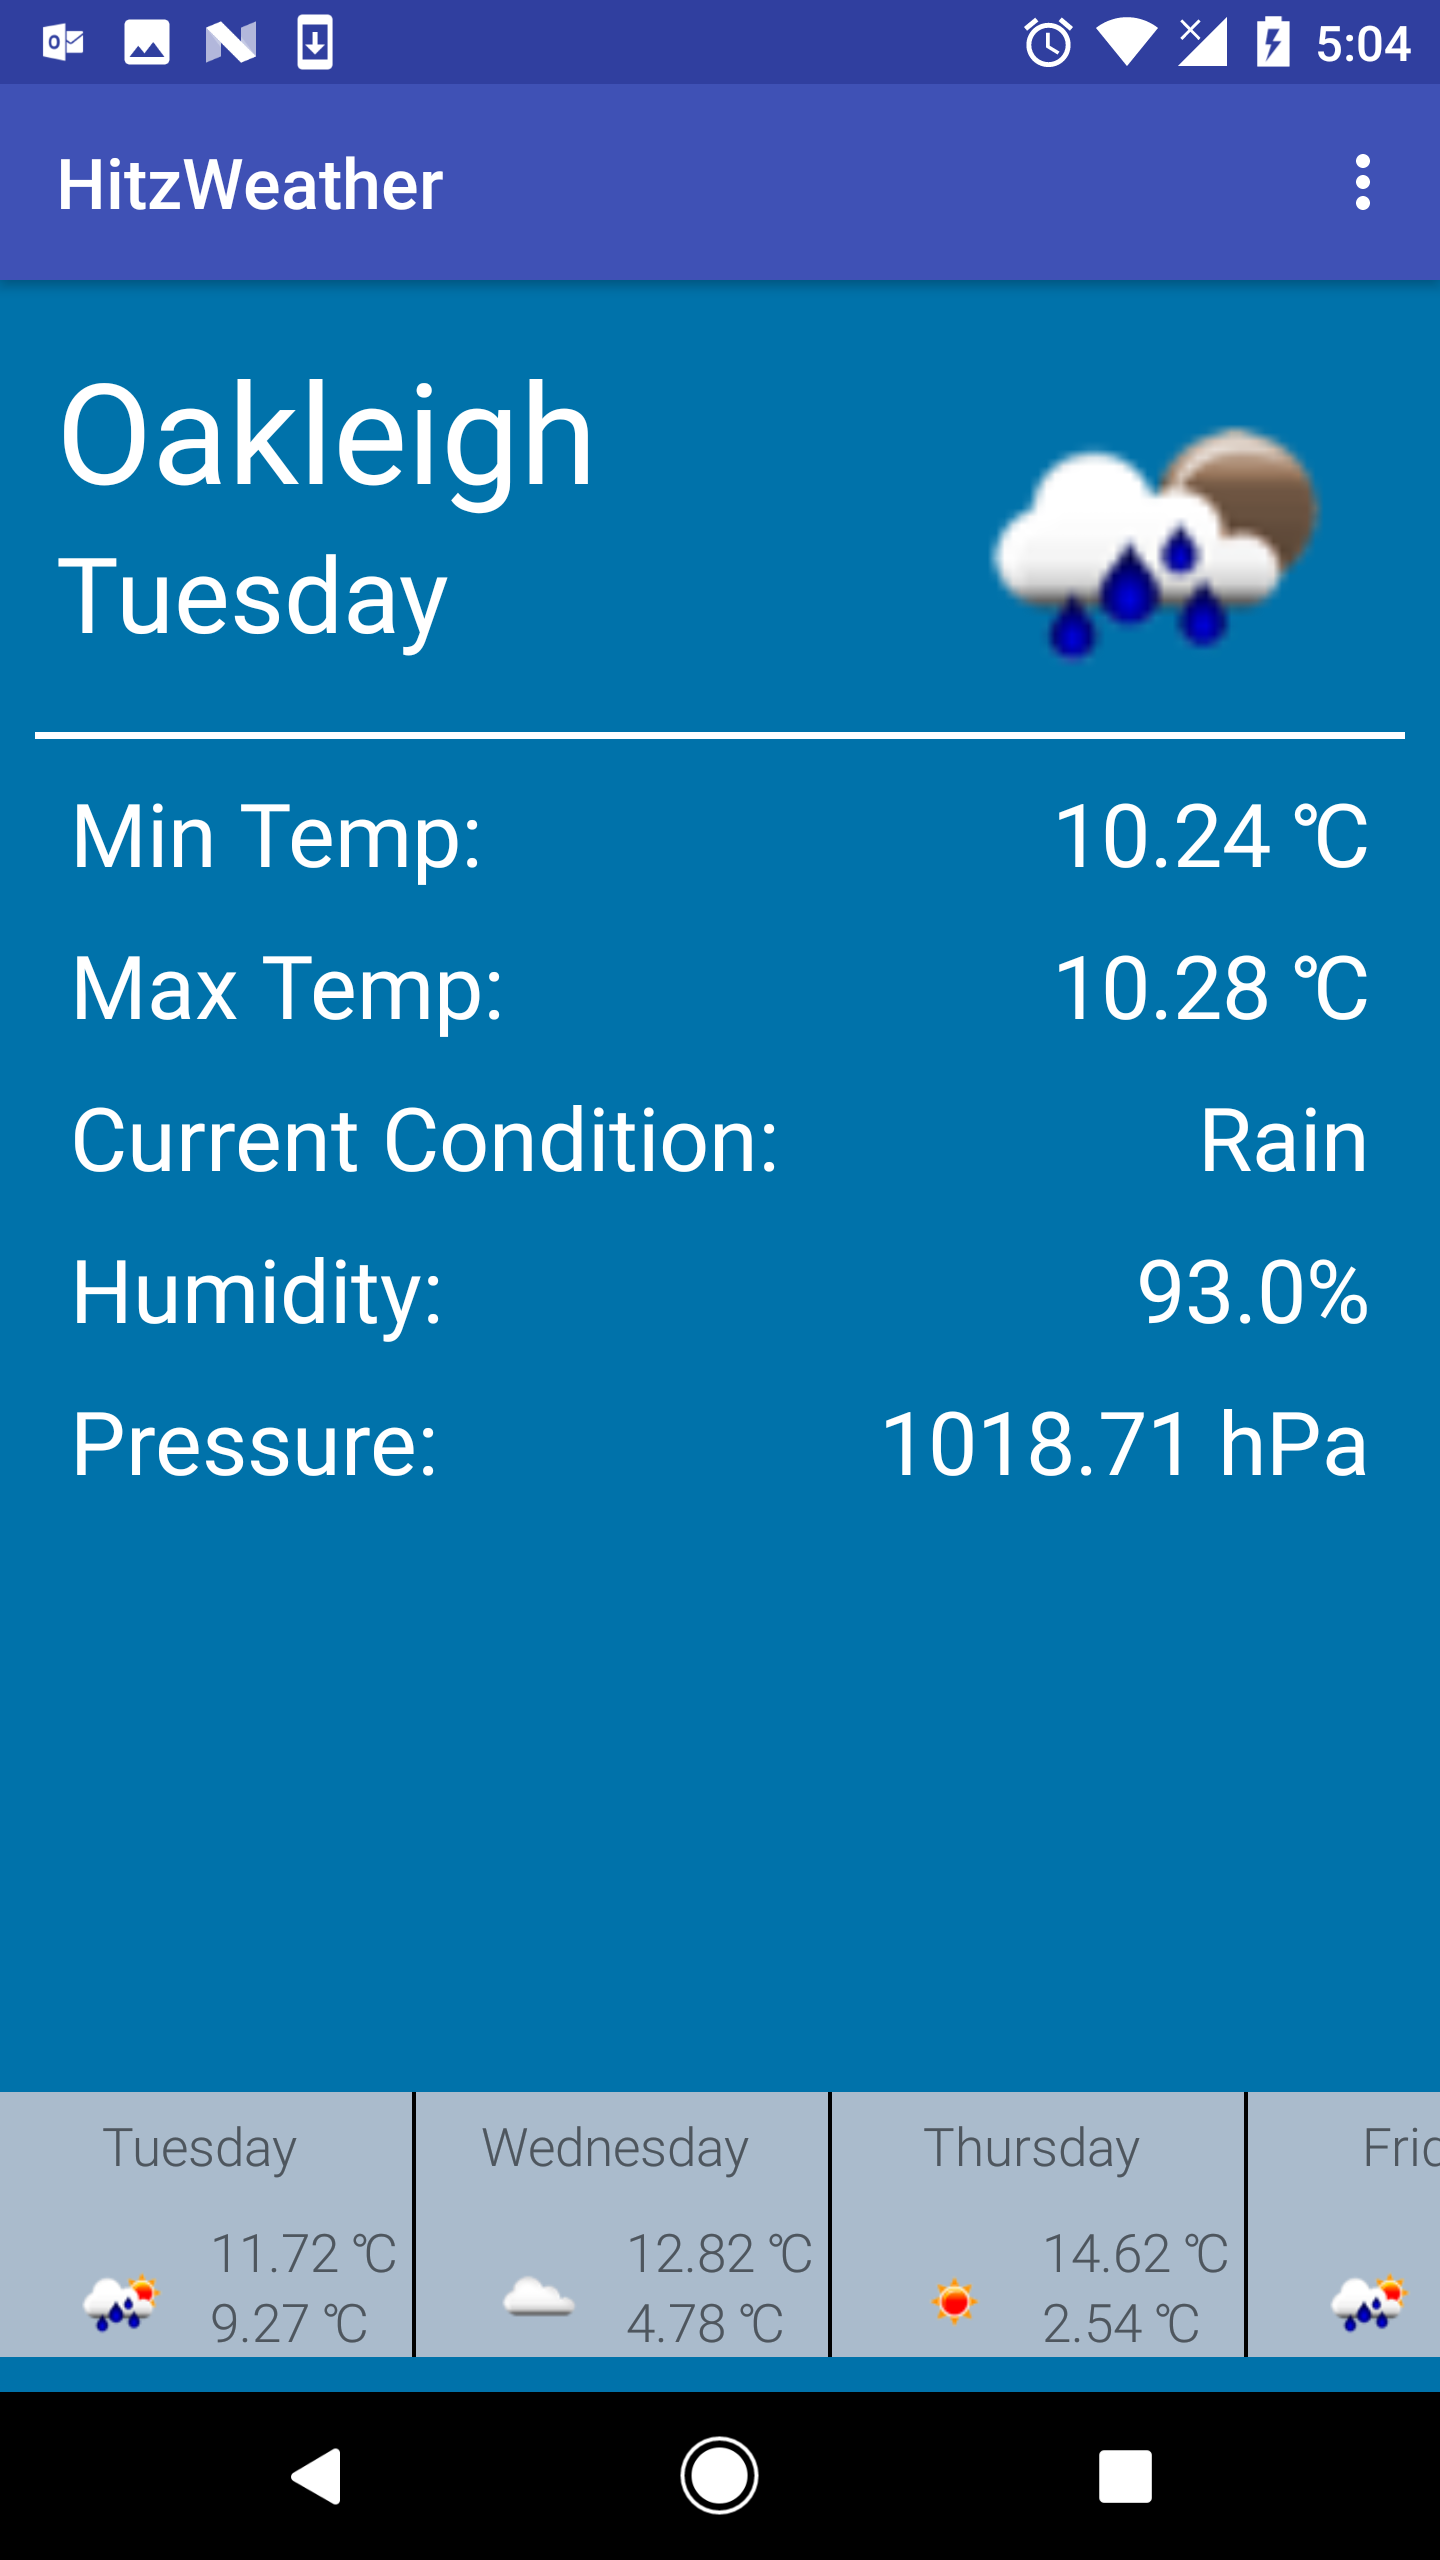 5:04
HitzWeather
Oakleigh
Tuesday
Min Temp: 10.24 ℃
Max Temp: 10.28 ℃
Current Condition: Rain
Humidity: 93.0%
Pressure: 1018.71 hPa
Tuesday Wednesday Thursday
11.72 ℃ 12.82 ℃ 14.62 ℃
9.27 ℃ 4.78 ℃ 2.54 ℃